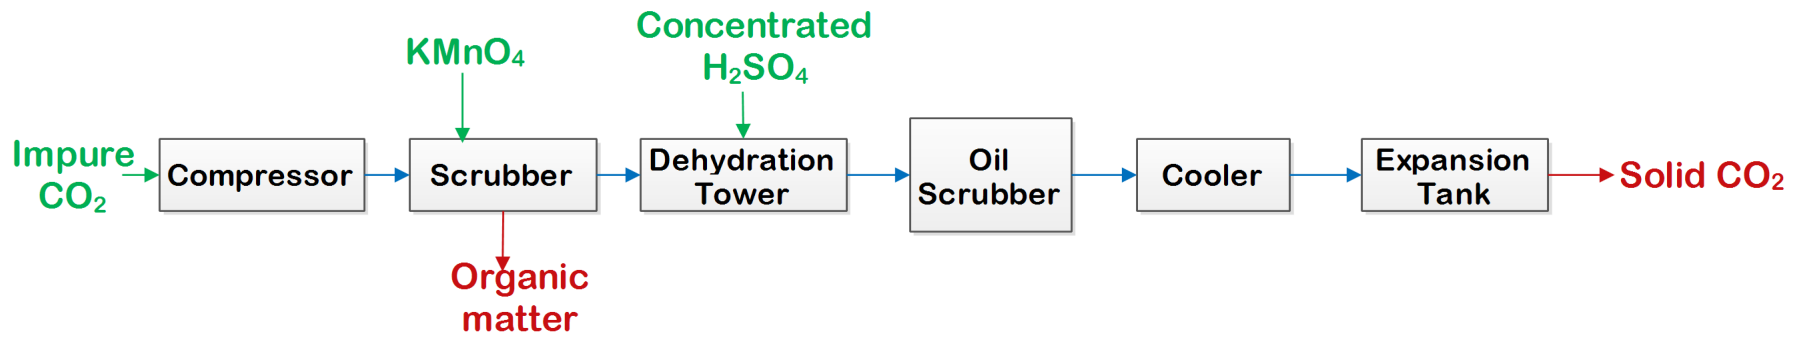 Concentrated
H₂SO₄
KMnO₄
Impure
CO₂
Compressor
Scrubber
Dehydration
Tower
Oil
Scrubber
Cooler
Expansion
Tank
Solid CO₂
Organic
matter